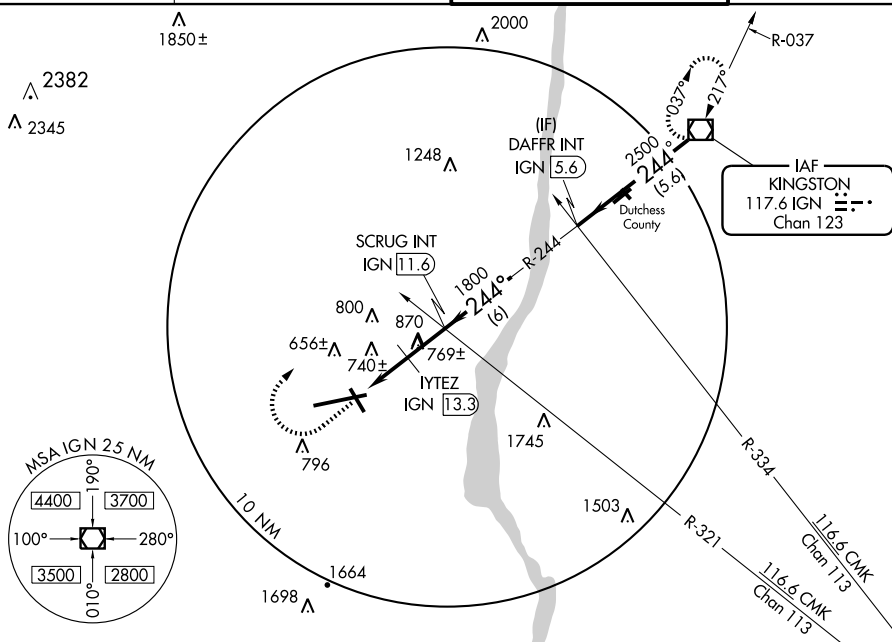 2000
1850±
R-037
2382
2345
037°
217°
(IF)
DAFFR INT
IGN 5.6
1248
2500
244°
(5.6)
Dutchess
County
IAF
KINGSTON
117.6 IGN
Chan 123
SCRUG INT
IGN 11.6
R-244
1800
244°
(6)
800
870
656±
740±
769±
IYTEZ
IGN 13.3
1745
796
R-334
MSA IGN 25 NM
190°
4400
3700
100°
280°
3500
2800
010°
10 NM
1503
R-321
116.6 CMK
Chan 113
1664
1698
116.6 CMK
Chan 113